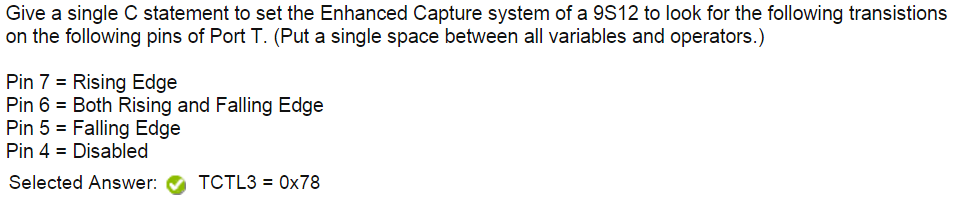 Give a single C statement to set the Enhanced Capture system of a 9S12 to look for the following transistions
on the following pins of Port T. (Put a single space between all variables and operators.)
Pin 7 = Rising Edge
Pin 6 = Both Rising and Falling Edge
Pin 5 = Falling Edge
Pin 4 = Disabled
Selected Answer: TCTL3 = 0x78